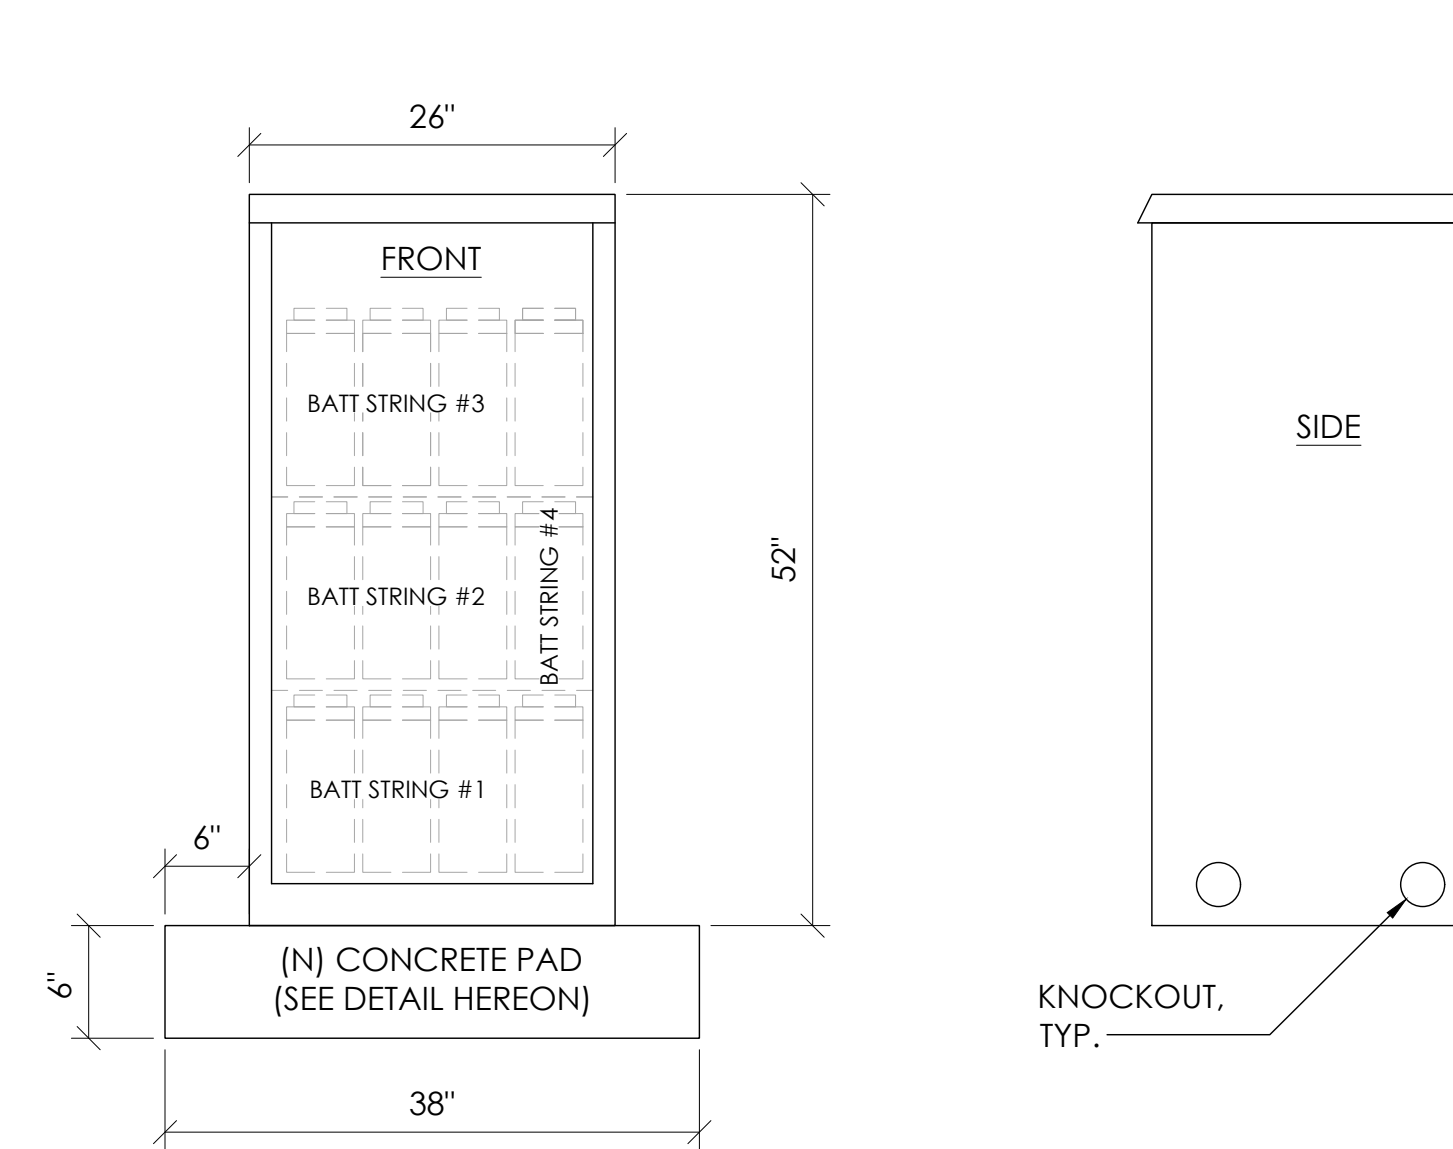 26"
FRONT
BATT STRING #3
BATT STRING #2
BATT STRING #4
BATT STRING #1
52"
6"
6"
(N) CONCRETE PAD
(SEE DETAIL HEREON)
38"
SIDE
KNOCKOUT,
TYP.